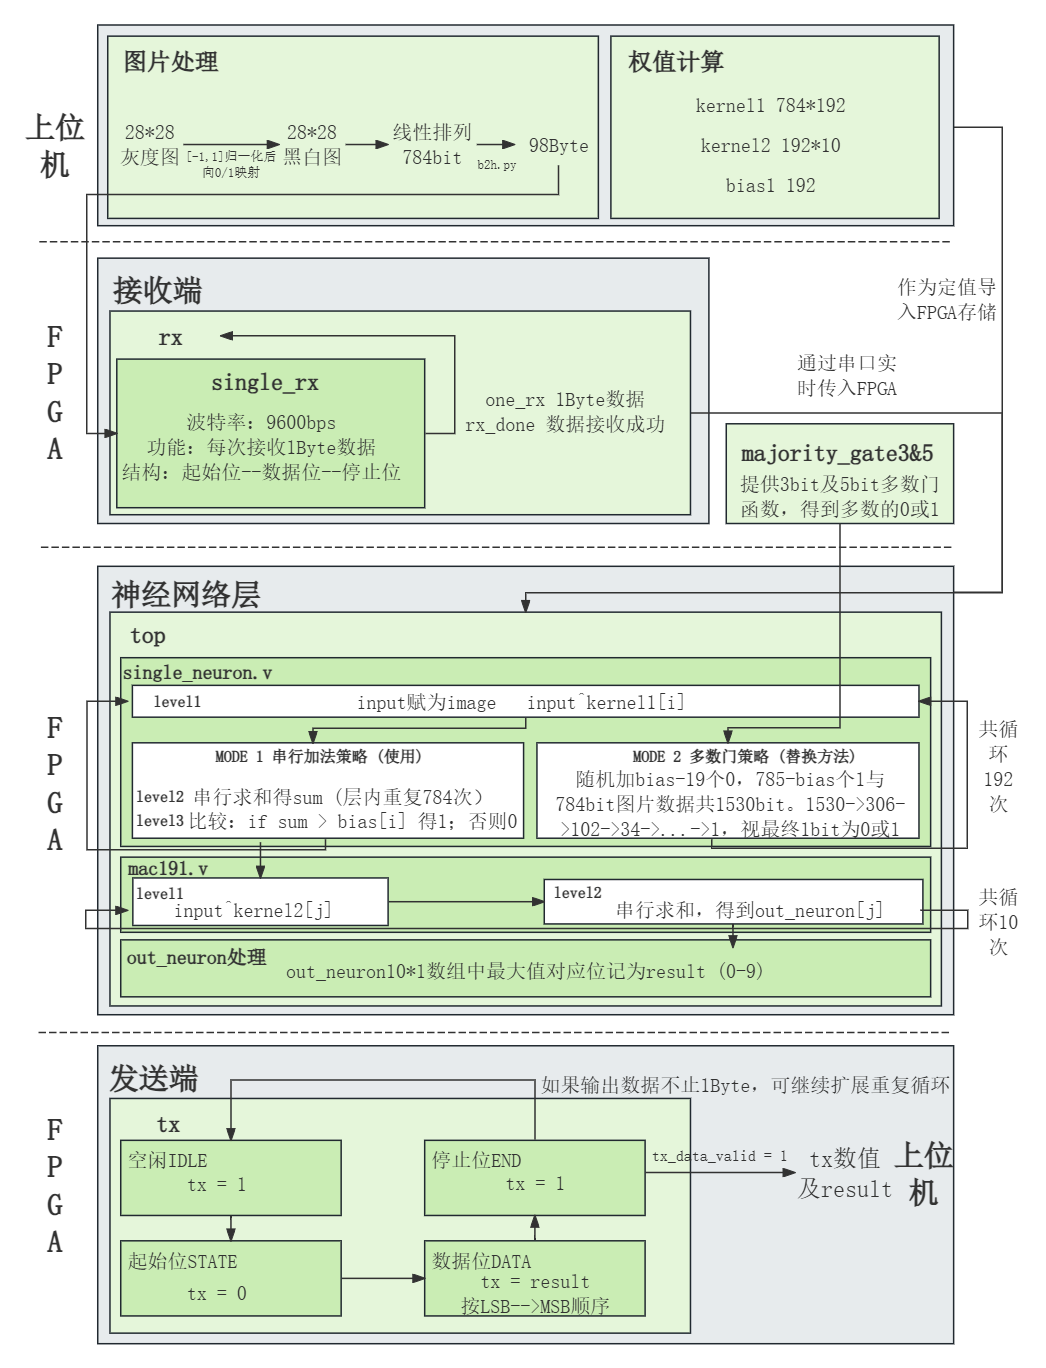 上位
机
图片处理
28*28
灰度图
[-1,1]归一化后
向0/1映射
28*28
黑白图
线性排列
784bit
b2h.py
98Byte
权值计算
kernel1 784*192
kernel2 192*10
bias1 192
作为定值导
入FPGA存储
通过串口实
时传入FPGA
F
P
G
A
接收端
rx
single_rx
波特率：9600bps
功能：每次接收1Byte数据
结构：起始位--数据位--停止位
one_rx 1Byte数据
rx_done 数据接收成功
majority_gate3&5
提供3bit及5bit多数门
函数，得到多数的0或1
F
P
G
A
神经网络层
top
single_neuron.v
level1
input赋为image input^kernel1[i]
MODE 1 串行加法策略（使用）
level2 串行求和得sum（层内重复784次）
level3 比较：if sum > bias[i] 得1；否则0
MODE 2 多数门策略（替换方法）
随机加bias-19个0，785-bias个1与
784bit图片数据共1530bit。1530->306-
>102->34->...->1，视最终1bit为0或1
共循
环
192
次
mac191.v
level1
input^kernel2[j]
level2
串行求和，得到out_neuron[j]
共循
环10
次
out_neuron处理
out_neuron10*1数组中最大值对应位记为result（0-9）
F
P
G
A
发送端
如果输出数据不止1Byte，可继续扩展重复循环
tx
空闲IDLE
tx = 1
停止位END
tx = 1
tx_data_valid = 1
tx数值
及result
上位
机
起始位STATE
tx = 0
数据位DATA
tx = result
按LSB-->MSB顺序